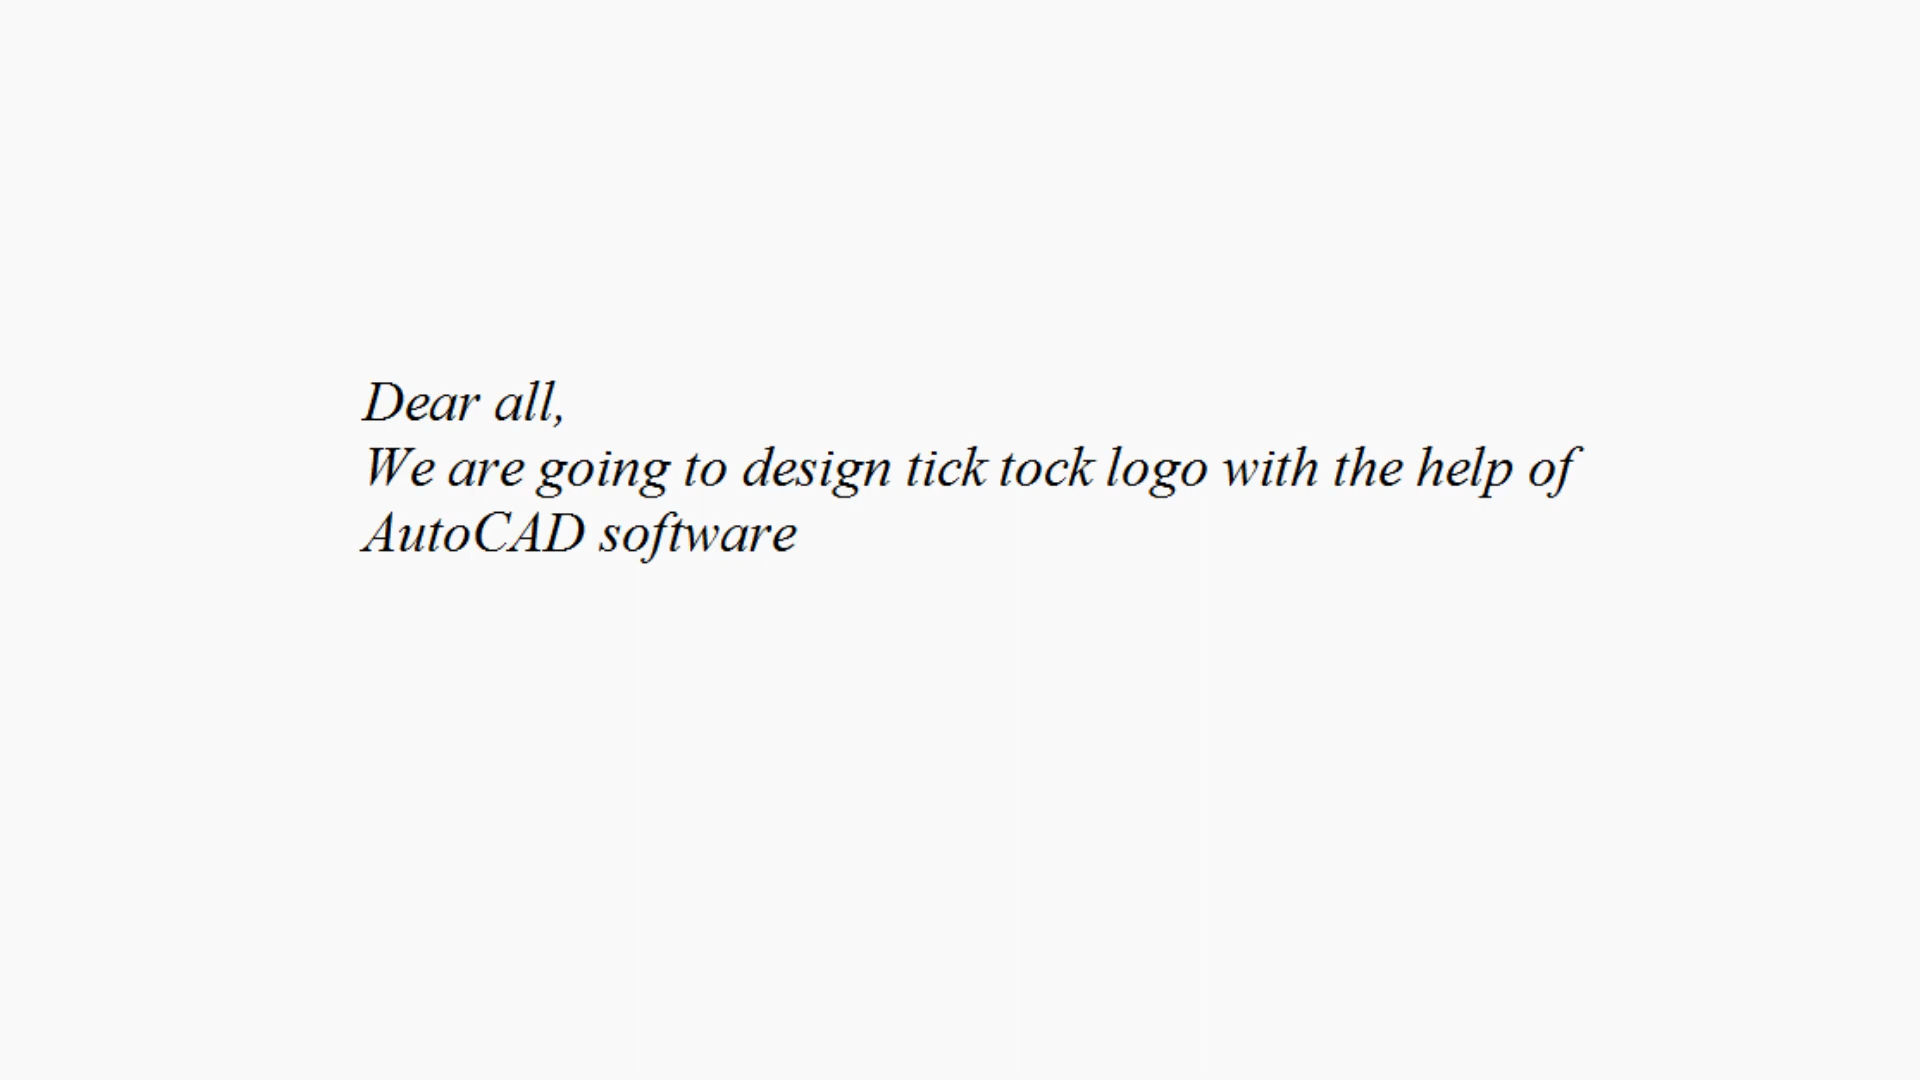 Dear all,
We are going to design tick tock logo with the help of
AutoCAD software